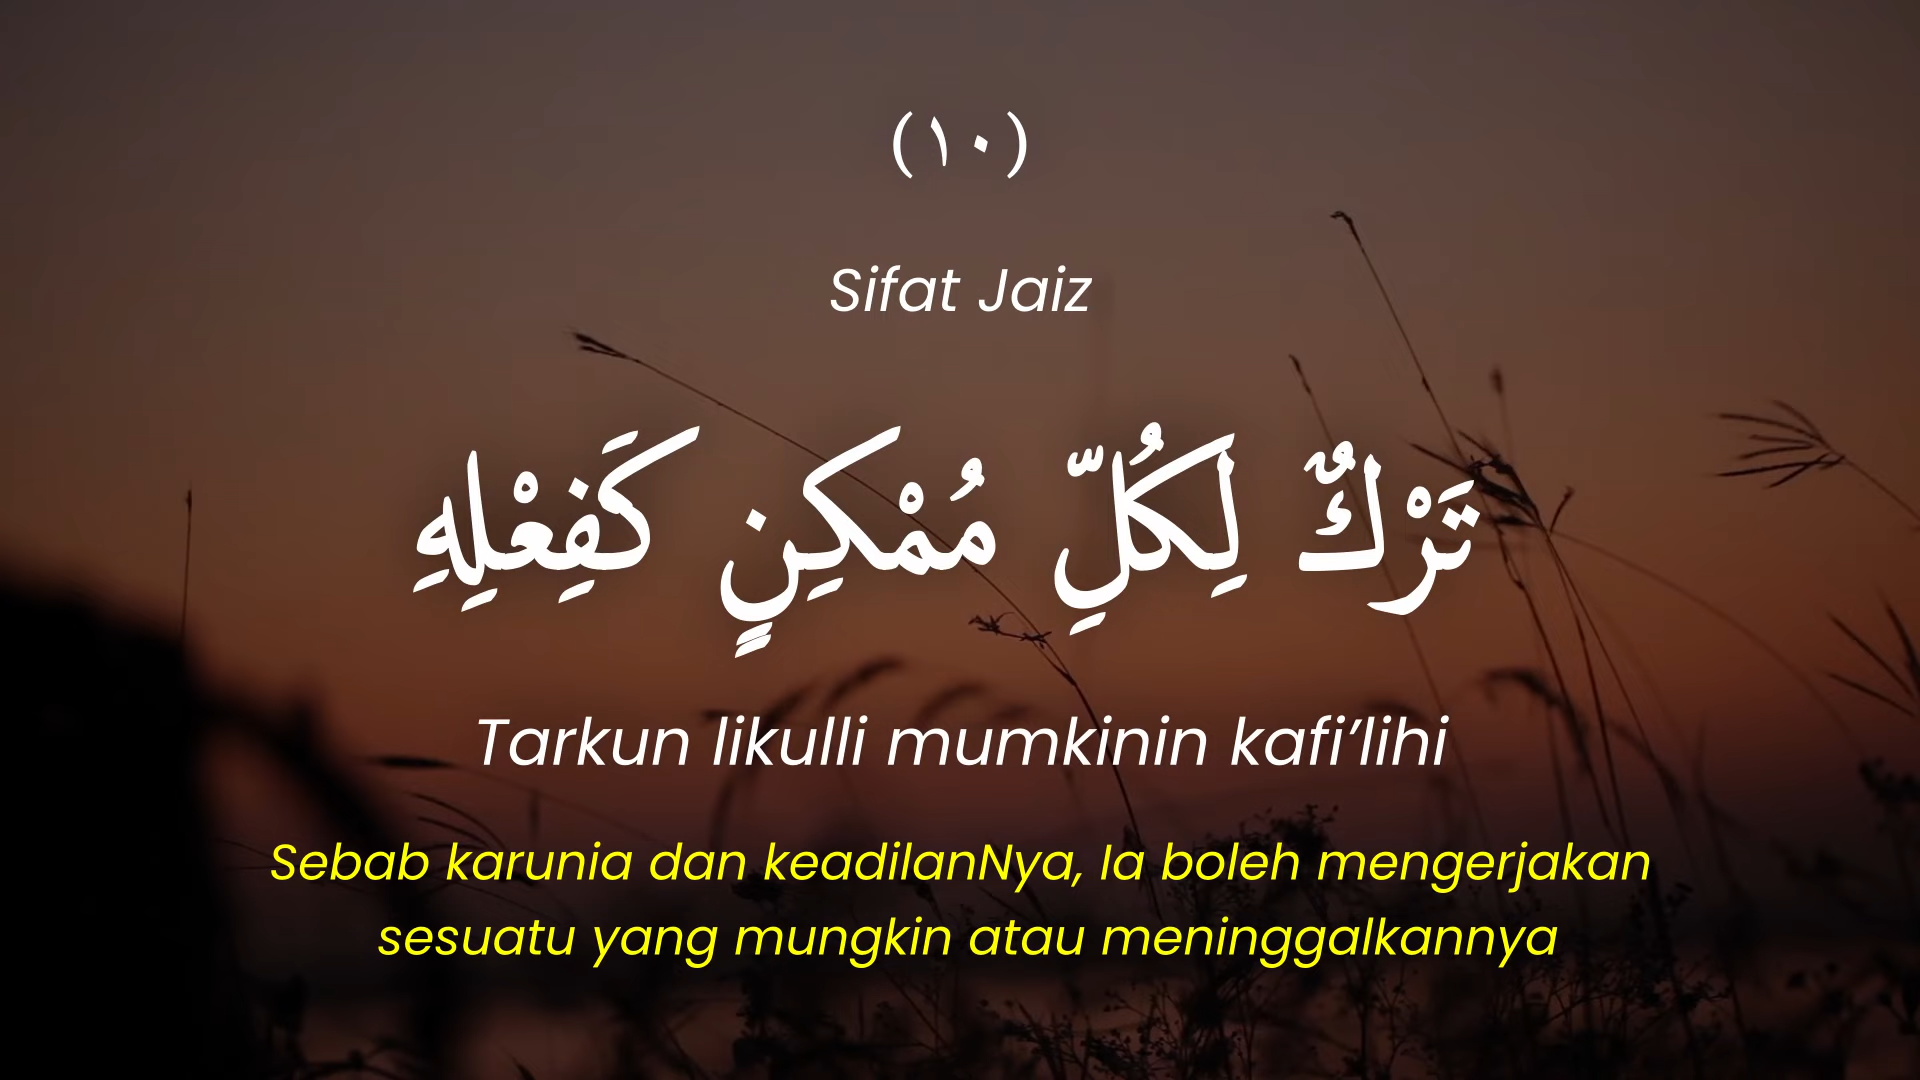 (١٠)
Sifat Jaiz
تَرْكٌ لِكُلِّ مُمْكِنٍ كَفِعْلِهِ
Tarkun likulli mumkinin kafi’lihi
Sebab karunia dan keadilanNya, Ia boleh mengerjakan
sesuatu yang mungkin atau meninggalkannya